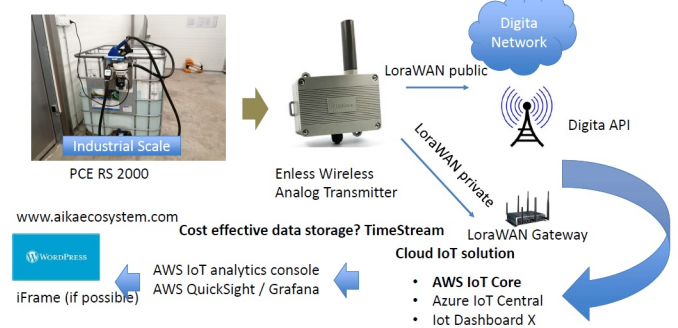 Digita
Network
LoraWAN public
Industrial Scale
PCE RS 2000
Enless Wireless
Analog Transmitter
LoraWAN private
Digita API
LoRaWAN Gateway
www.aikaecosystem.com
Cost effective data storage? TimeStream
Cloud IoT solution
WORDPRESS
AWS IoT analytics console
AWS QuickSight / Grafana
iFrame (if possible)
• AWS IoT Core
• Azure IoT Central
• Iot Dashboard X